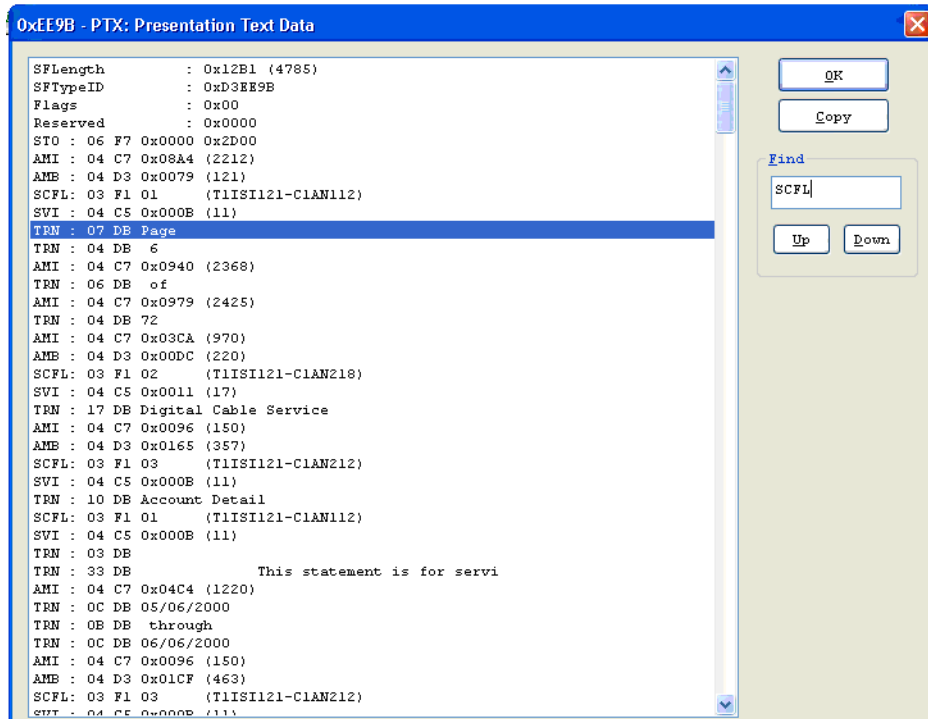 0xEE9B - PTX: Presentation Text Data
SFLength : 0x12B1 (4785)
SFTypeID : 0xD3EE9B
Flags : 0x00
Reserved : 0x0000
STO : 06 F7 0x0000 0x2D00
AMI : 04 C7 0x08A4 (2212)
AMB : 04 D3 0x0079 (121)
SCFL: 03 F1 01 (T1ISI121-C1AN112)
SVI : 04 C5 0x000B (11)
TRN : 07 DB Page
TRN : 04 DB 6
AMI : 04 C7 0x0940 (2368)
TRN : 06 DB of
AMI : 04 C7 0x0979 (2425)
TRN : 04 DB 72
AMI : 04 C7 0x03CA (970)
AMB : 04 D3 0x00DC (220)
SCFL: 03 F1 02 (T1ISI121-C1AN218)
SVI : 04 C5 0x0011 (17)
TRN : 17 DB Digital Cable Service
AMI : 04 C7 0x0096 (150)
AMB : 04 D3 0x0165 (357)
SCFL: 03 F1 03 (T1ISI121-C1AN212)
SVI : 04 C5 0x000B (11)
TRN : 10 DB Account Detail
SCFL: 03 F1 01 (T1ISI121-C1AN112)
SVI : 04 C5 0x000B (11)
TRN : 03 DB
TRN : 33 DB This statement is for servi
AMI : 04 C7 0x04C4 (1220)
TRN : 0C DB 05/06/2000
TRN : 0B DB through
TRN : 0C DB 06/06/2000
AMI : 04 C7 0x0096 (150)
AMB : 04 D3 0x01CF (463)
SCFL: 03 F1 03 (T1ISI121-C1AN212)
SVI : 04 C5 0x000B (11)
OK
Copy
Find
SCFL
Up
Down